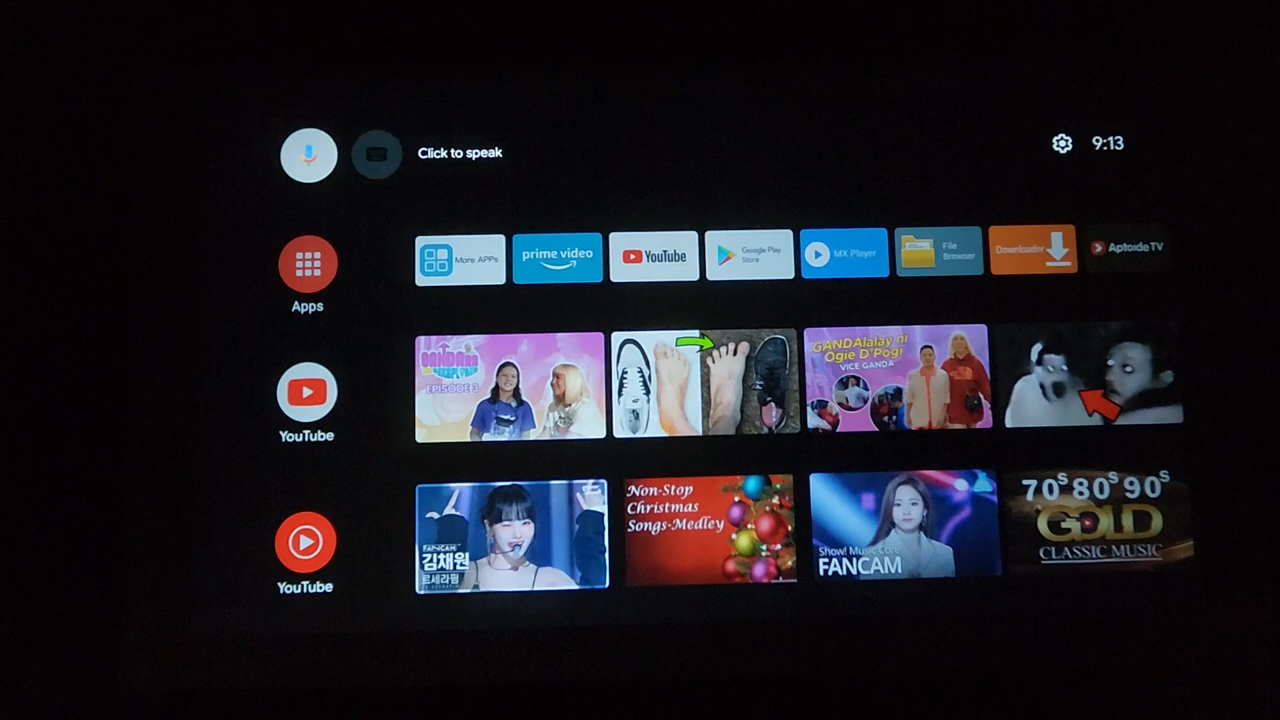 Click to speak
9:13
Apps
More APPs
prime video
YouTube
Google Play
Store
MX Player
File
Browser
Downloader
Aptoide TV
YouTube
EPISODE 3
GANDAlalay ni
Ogie D'Pogi
VICE GANDA
YouTube
FANCAM
김채원
르세라핌
Non-Stop
Christmas
Songs-Medley
Show! Music Core
FANCAM
70s 80s 90s
GOLD
CLASSIC MUSIC